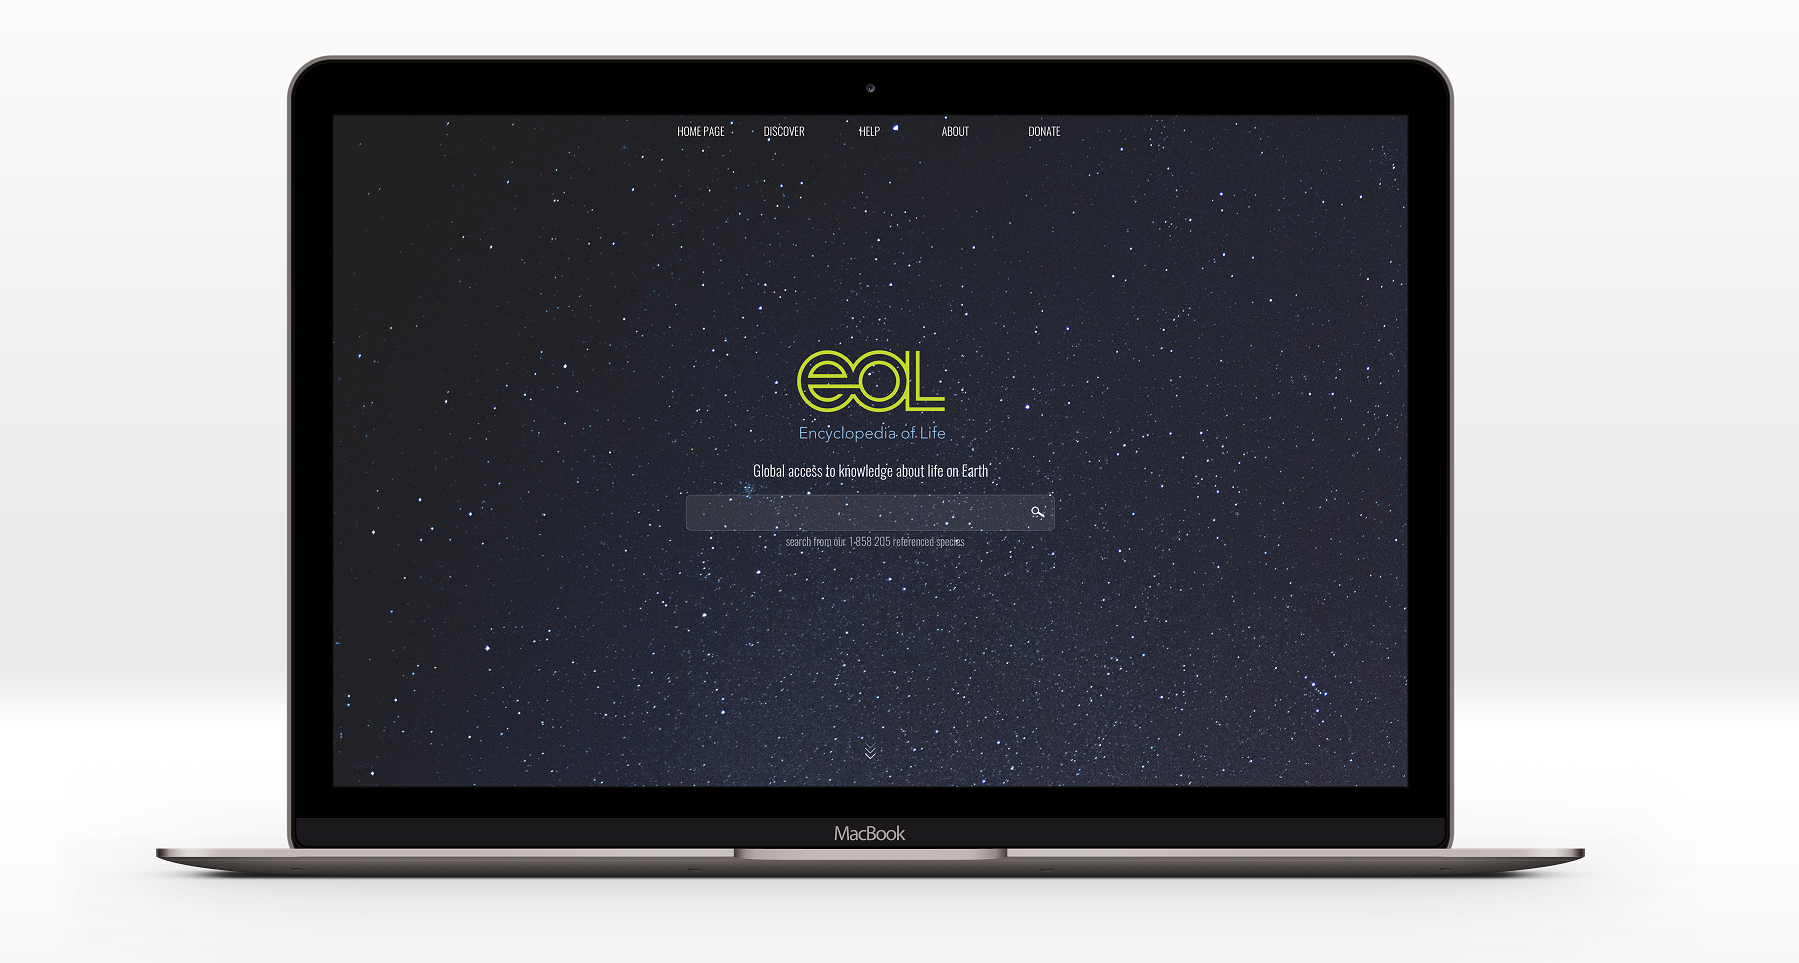 HOME PAGE DISCOVER HELP ABOUT DONATE
eol
Encyclopedia of Life
Global access to knowledge about life on Earth
search from our 1 858 205 referenced species
MacBook